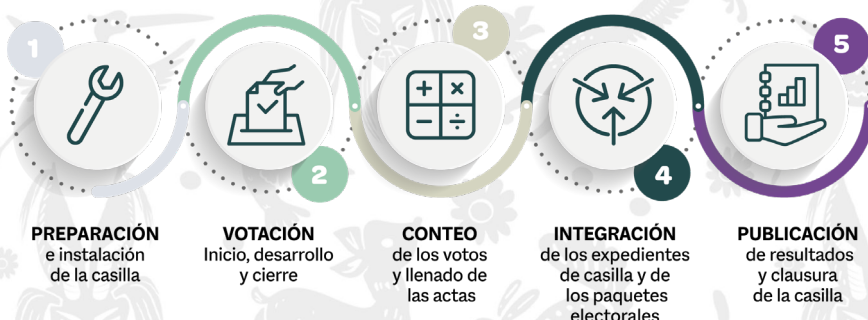 1
PREPARACIÓN
e instalación
de la casilla
2
VOTACIÓN
Inicio, desarrollo
y cierre
3
CONTEO
de los votos
y llenado de
las actas
4
INTEGRACIÓN
de los expedientes
de casilla y de
los paquetes
electorales
5
PUBLICACIÓN
de resultados
y clausura
de la casilla